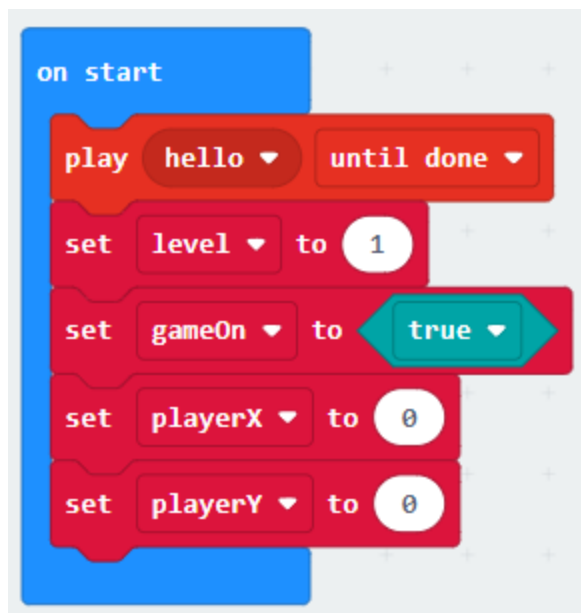 on start
play hello until done
set level to 1
set gameOn to true
set playerX to 0
set playerY to 0